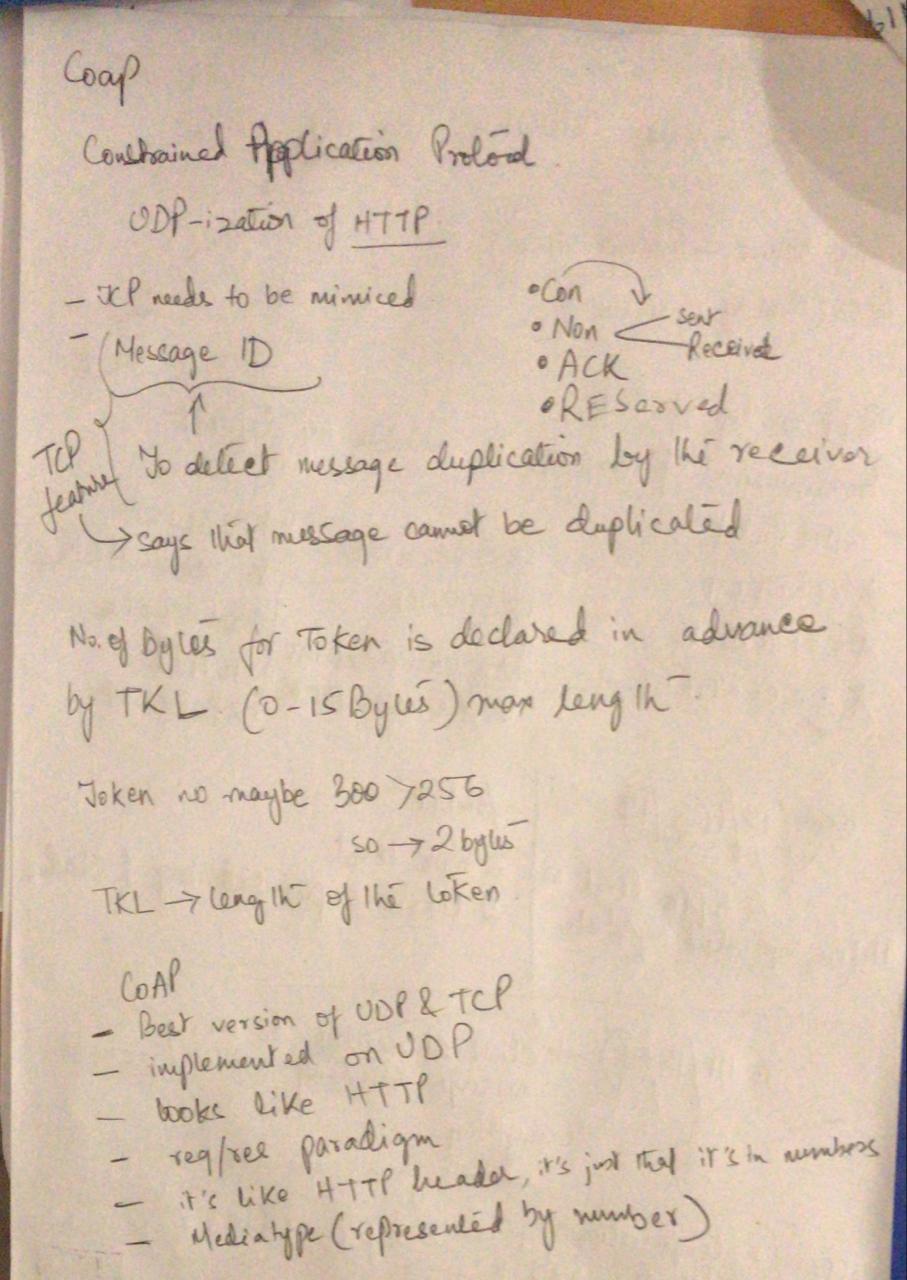 Coap
Constrained Application Protocol
UDP-ization of HTTP
- TCP needs to be mimiced
- Message ID
• Con
• Non
sent
Receive
• ACK
• REServed
TCP
feature
↑
To detect message duplication by the receiver
→ says that message cannot be duplicated
No. of Bytes for Token is declared in advance
by TKL (0-15 Bytes) max length
Token no maybe 300 > 256
so → 2 bytes
TKL → length of the token
CoAP
- Best version of UDP & TCP
- implemented on UDP
- looks like HTTP
- req/res paradigm
- it's like HTTP header, it's just that it's in numbers
- Mediatype (represented by number)